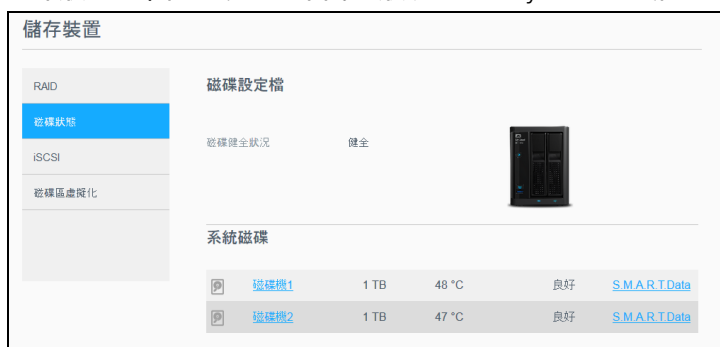 儲存裝置
RAID
磁碟狀態
iSCSI
磁碟區虛擬化
磁碟設定檔
磁碟健全狀況 健全
系統磁碟
磁碟機1 1 TB 48 °C 良好 S.M.A.R.T.Data
磁碟機2 1 TB 47 °C 良好 S.M.A.R.T.Data